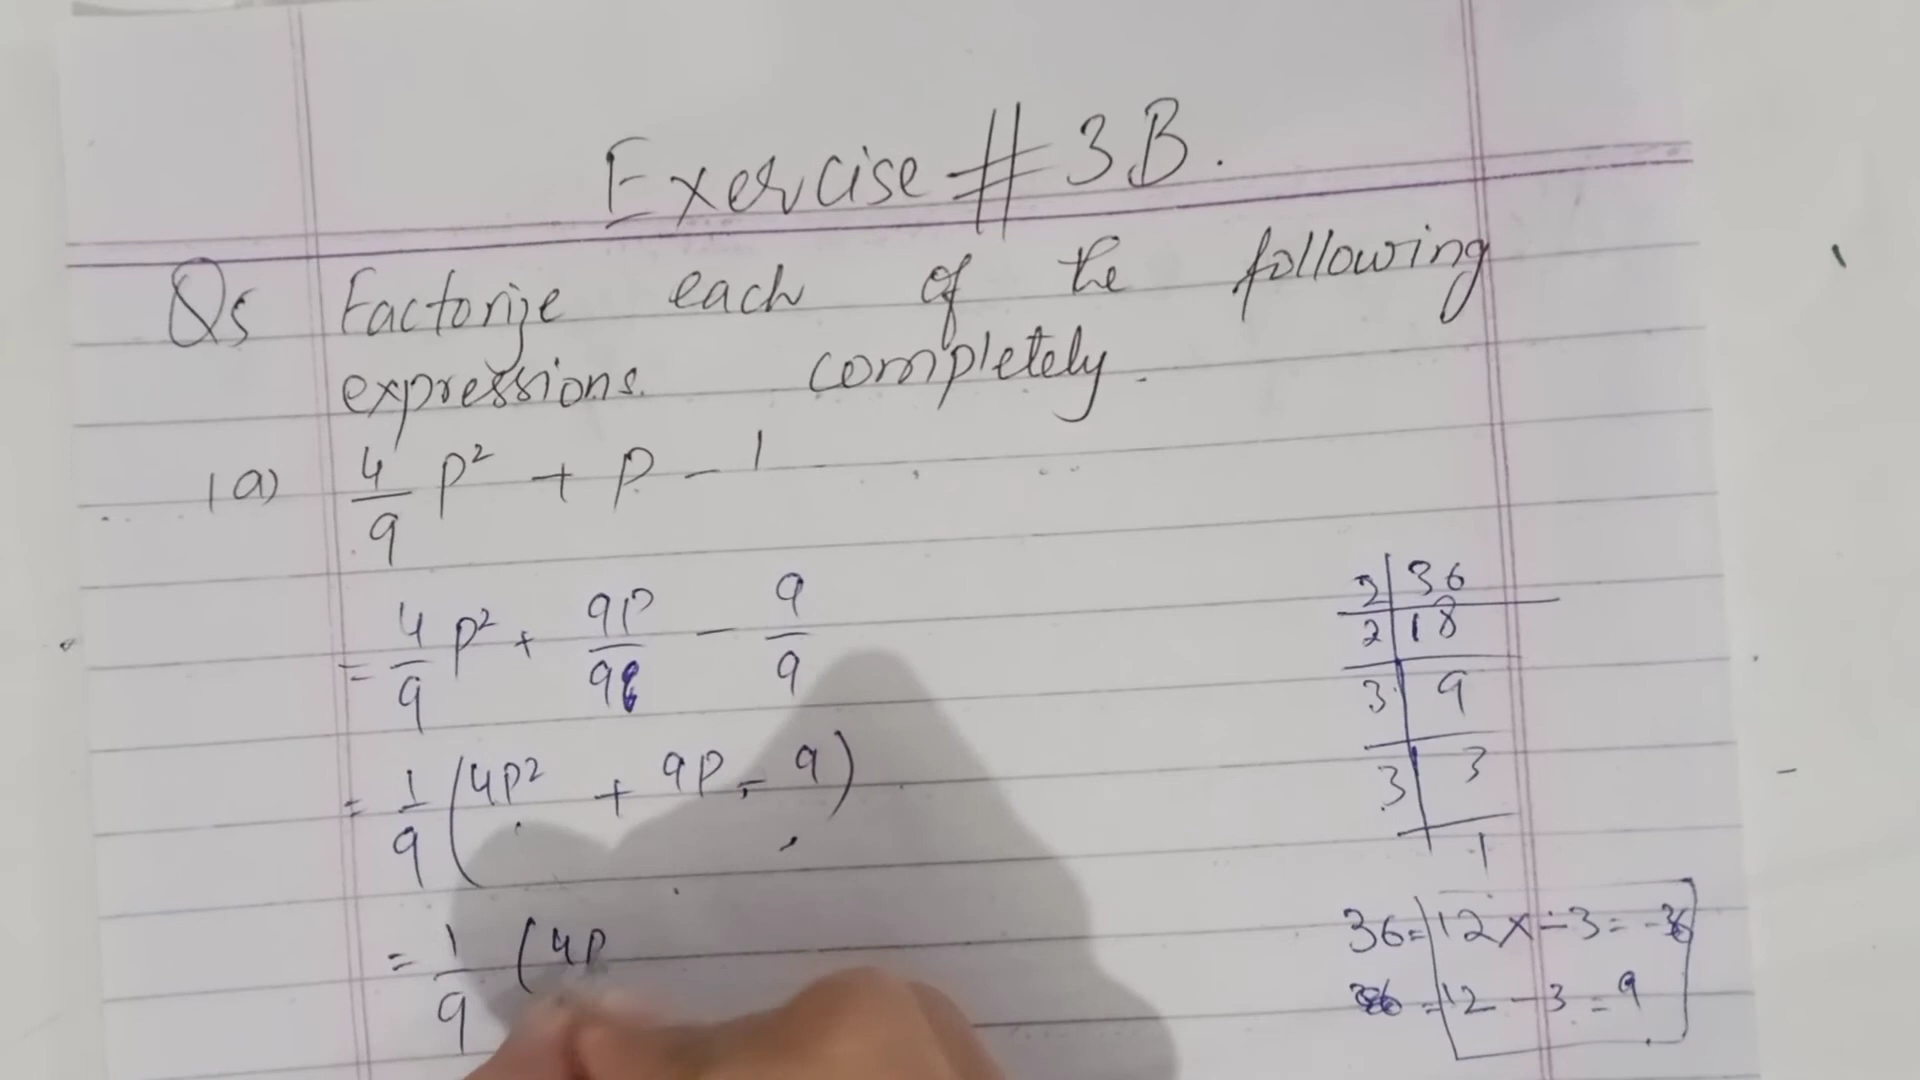 Exercise # 3B.
Q5 Factorize each of the following
expressions. completely.
(a) 4/9 p² + p - 1
= 4/9 p² + 9p/9 - 9/9
= 1/9 (4p² + 9p - 9)
= 1/9 (4p
2 | 36
2 | 18
3 | 9
3 | 3
1
36 = 12 x -3 = -36
36 = 12 - 3 = 9